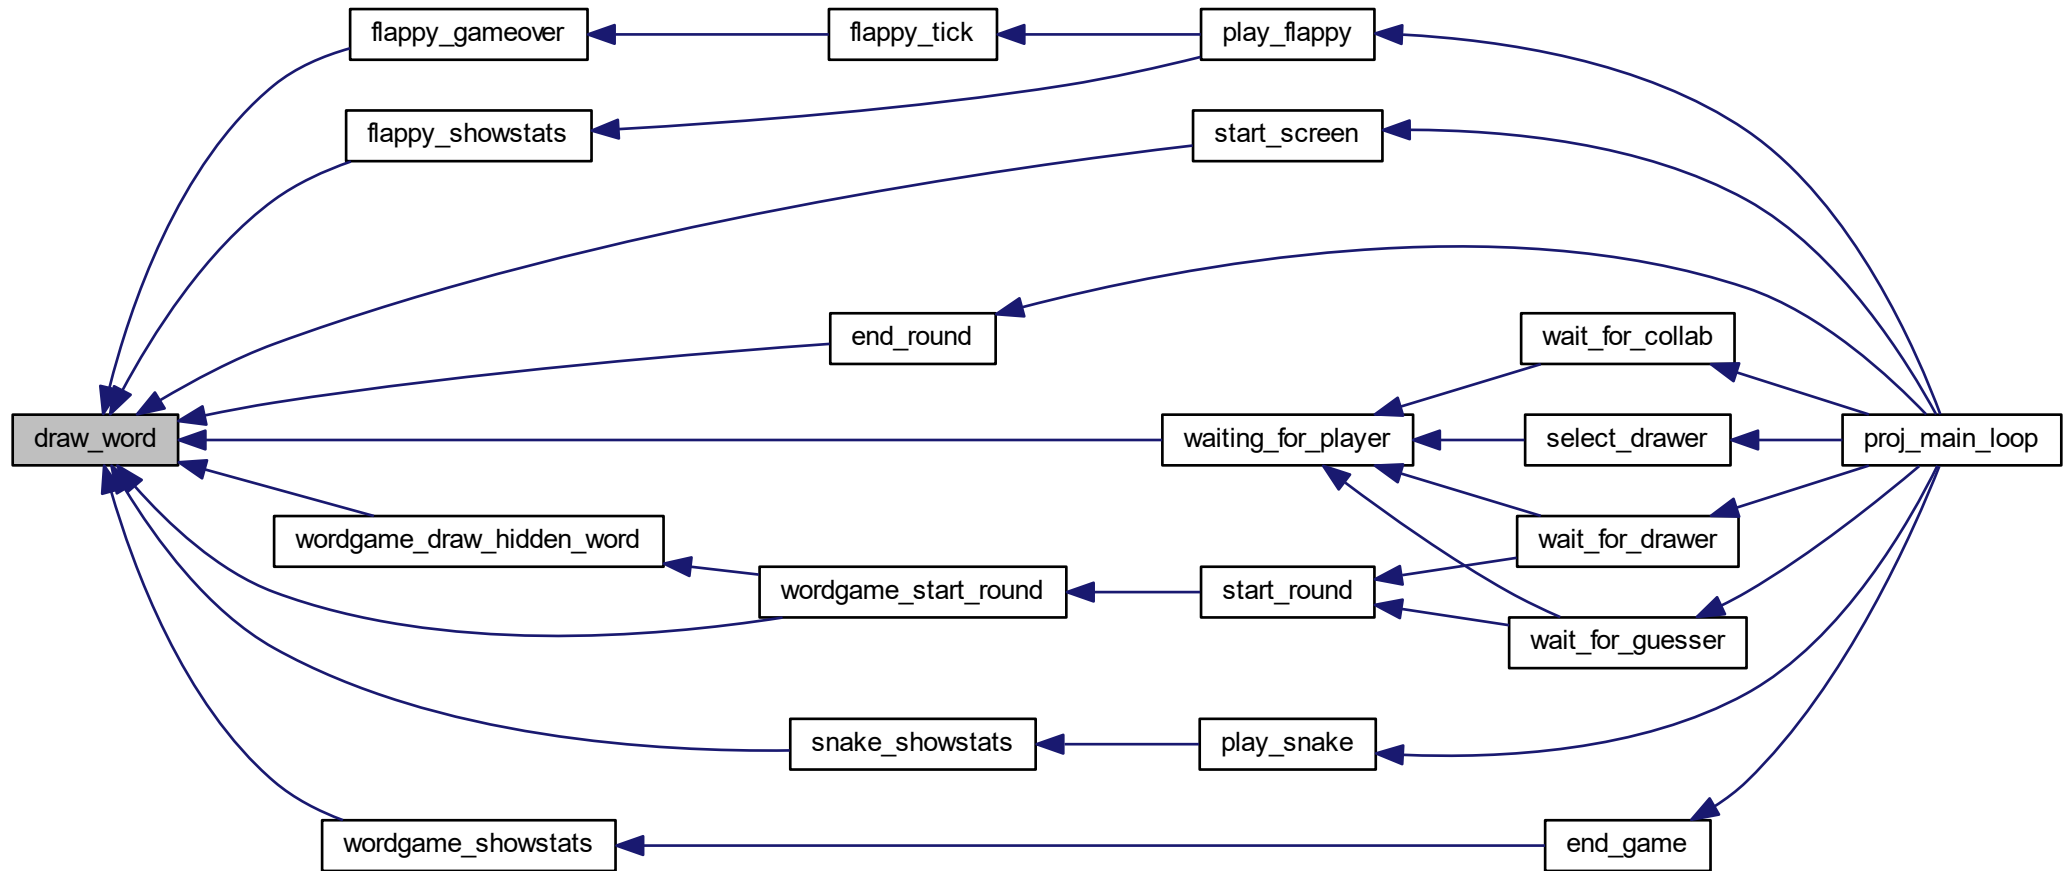 flappy_gameover
flappy_tick
play_flappy
flappy_showstats
start_screen
end_round
wait_for_collab
draw_word
waiting_for_player
select_drawer
proj_main_loop
wordgame_draw_hidden_word
wait_for_drawer
wordgame_start_round
start_round
wait_for_guesser
snake_showstats
play_snake
wordgame_showstats
end_game